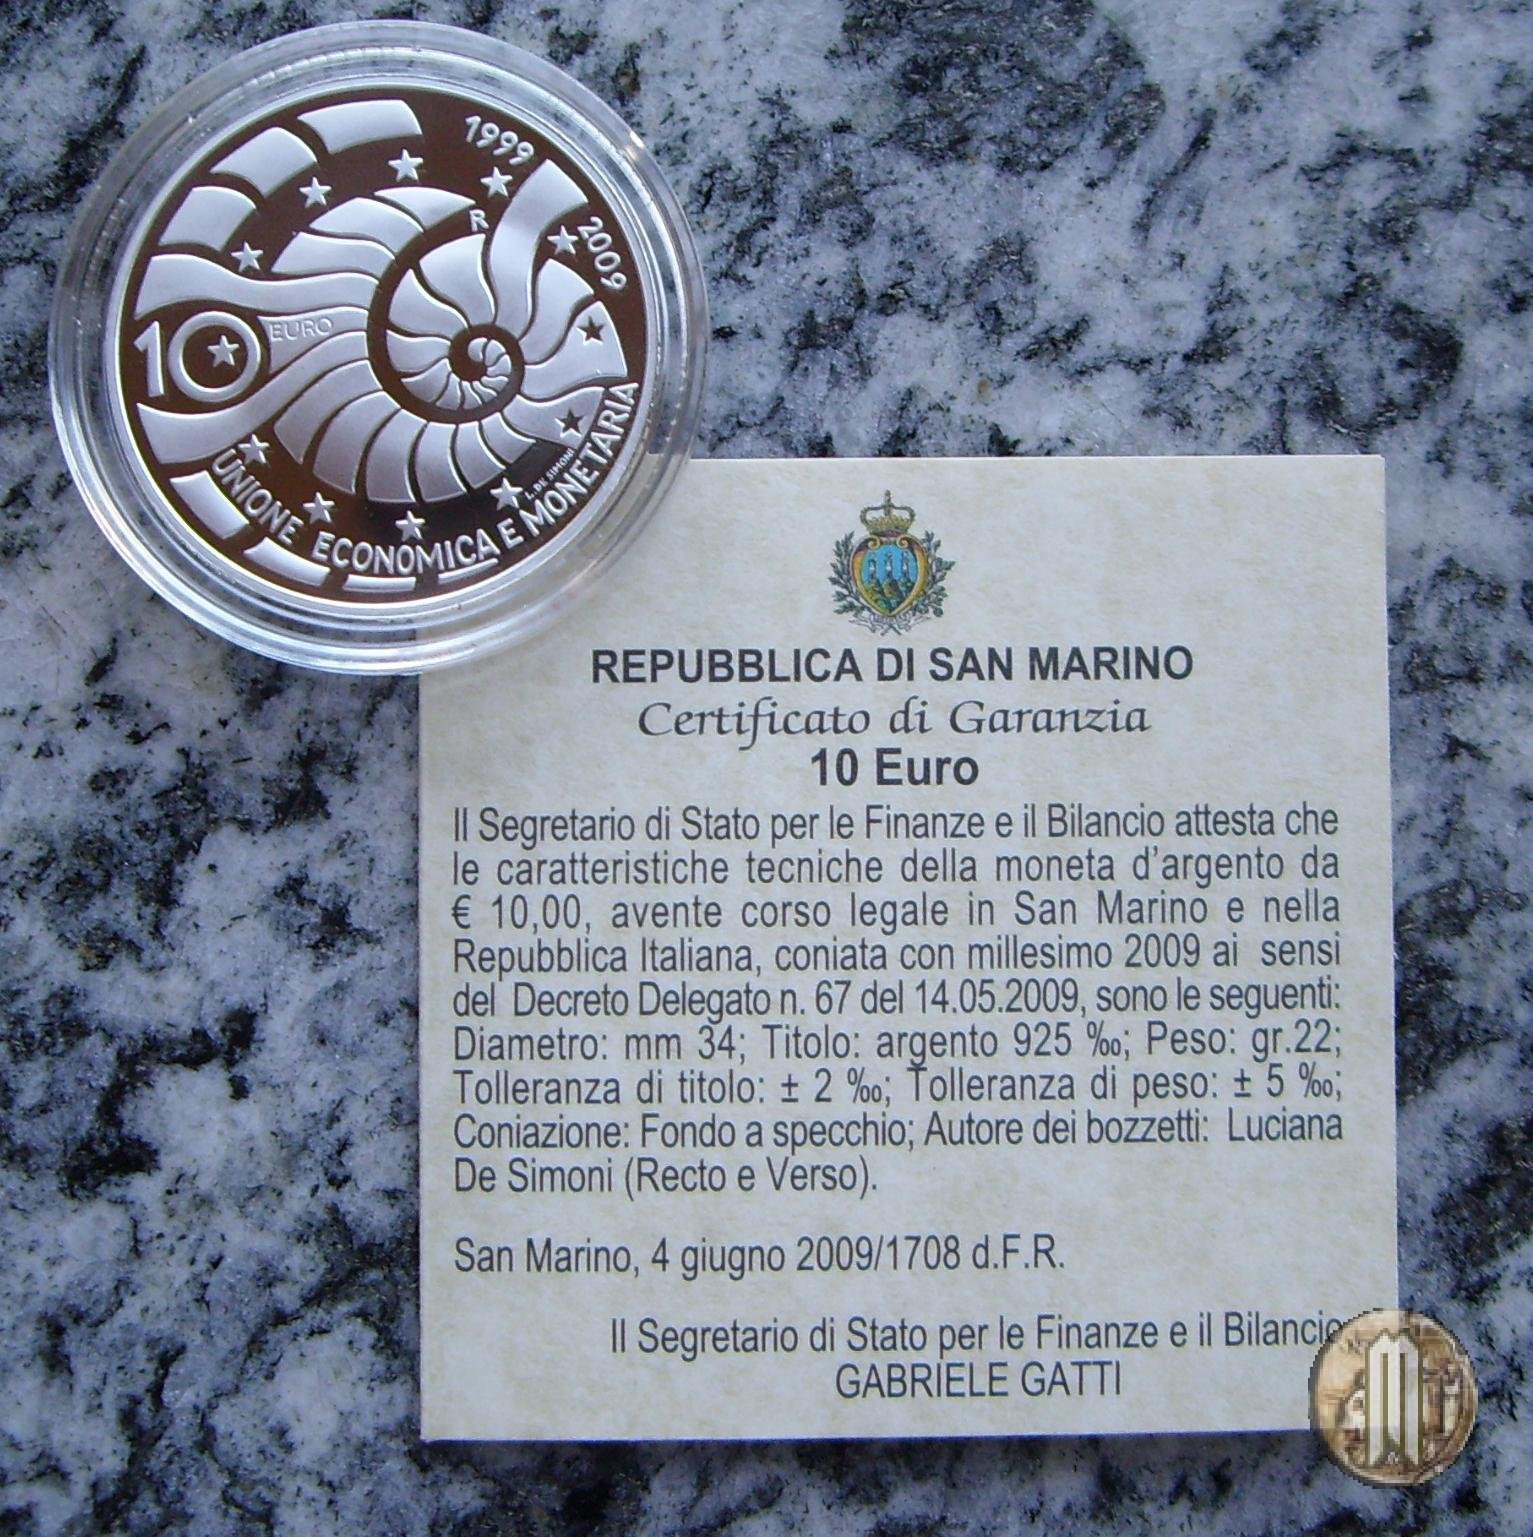 1999
2009
R
10 EURO
L. DE SIMONI
UNIONE ECONOMICA E MONETARIA
REPUBBLICA DI SAN MARINO
Certificato di Garanzia
10 Euro
Il Segretario di Stato per le Finanze e il Bilancio attesta che
le caratteristiche tecniche della moneta d'argento da
€ 10,00, avente corso legale in San Marino e nella
Repubblica Italiana, coniata con millesimo 2009 ai sensi
del Decreto Delegato n. 67 del 14.05.2009, sono le seguenti:
Diametro: mm 34; Titolo: argento 925 ‰; Peso: gr.22;
Tolleranza di titolo: ± 2 ‰; Tolleranza di peso: ± 5 ‰;
Coniazione: Fondo a specchio; Autore dei bozzetti: Luciana
De Simoni (Recto e Verso).
San Marino, 4 giugno 2009/1708 d.F.R.
Il Segretario di Stato per le Finanze e il Bilancio
GABRIELE GATTI
M